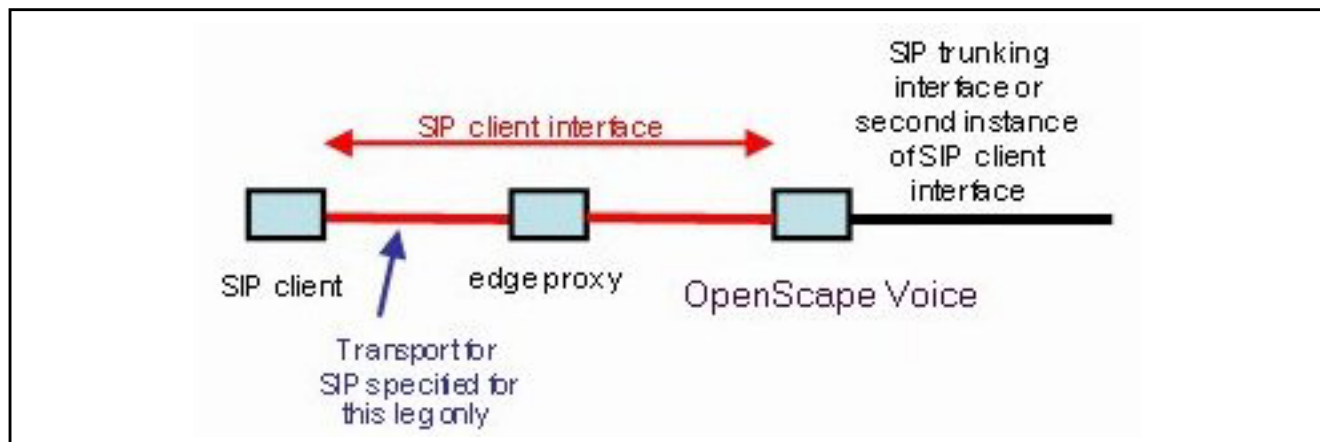 SIP trunking
interface or
second instance
of SIP client
interface
SIP client interface
SIP client
edge proxy
OpenScape Voice
Transport for
SIP specified for
this leg only